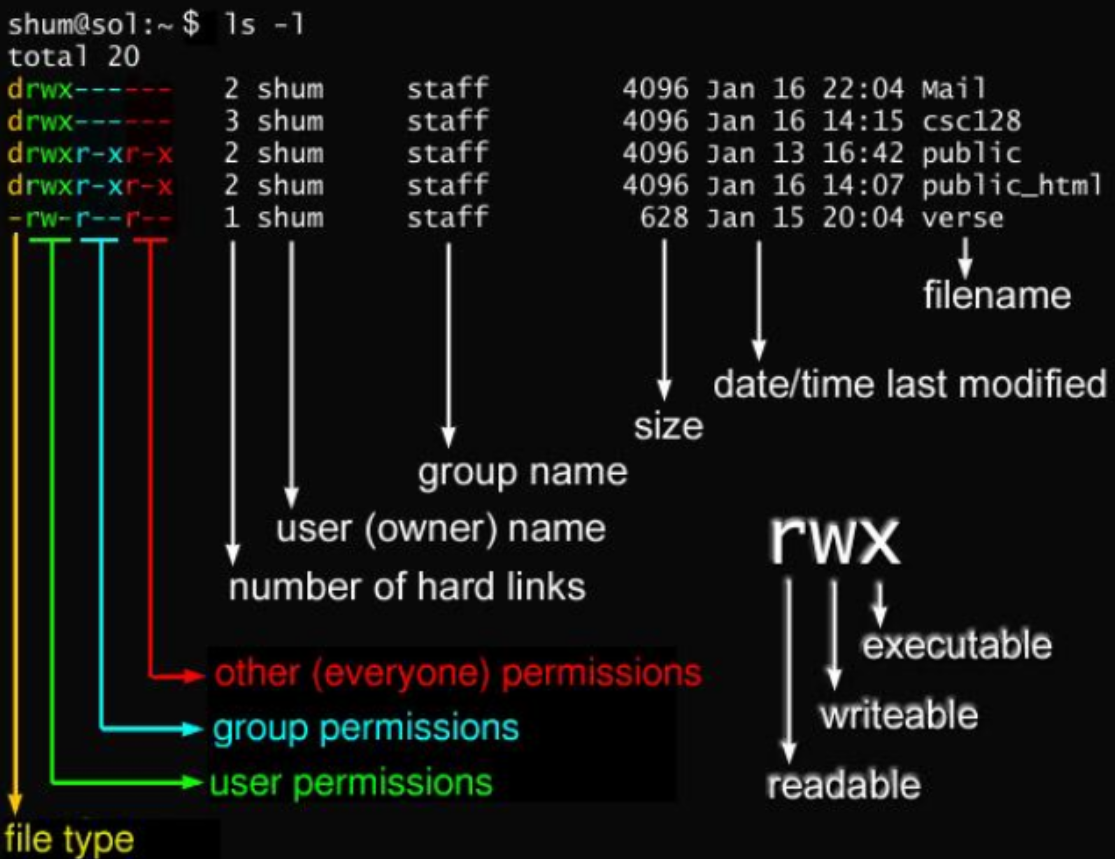 shum@sol:~$ ls -l
total 20
drwx------ 2 shum staff 4096 Jan 16 22:04 Mail
drwx------ 3 shum staff 4096 Jan 16 14:15 csc128
drwxr-xr-x 2 shum staff 4096 Jan 13 16:42 public
drwxr-xr-x 2 shum staff 4096 Jan 16 14:07 public_html
-rw-r--r-- 1 shum staff 628 Jan 15 20:04 verse
filename
date/time last modified
size
group name
user (owner) name
number of hard links
rwx
executable
writeable
readable
other (everyone) permissions
group permissions
user permissions
file type